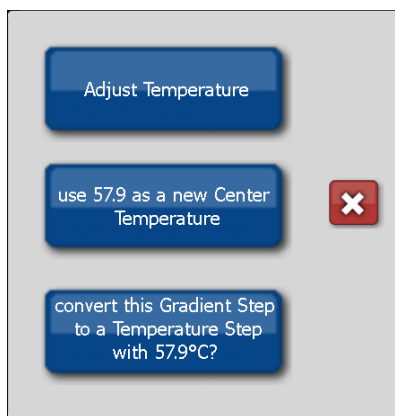 Adjust Temperature
use 57.9 as a new Center
Temperature
convert this Gradient Step
to a Temperature Step
with 57.9°C?